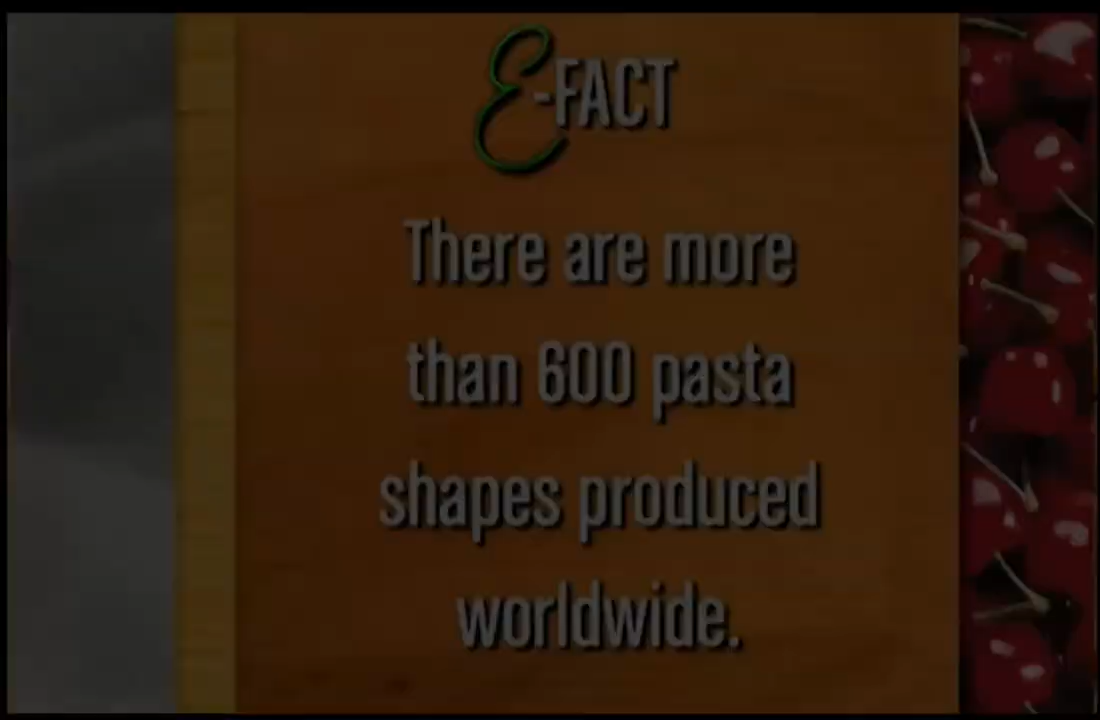 E-FACT
There are more
than 600 pasta
shapes produced
worldwide.